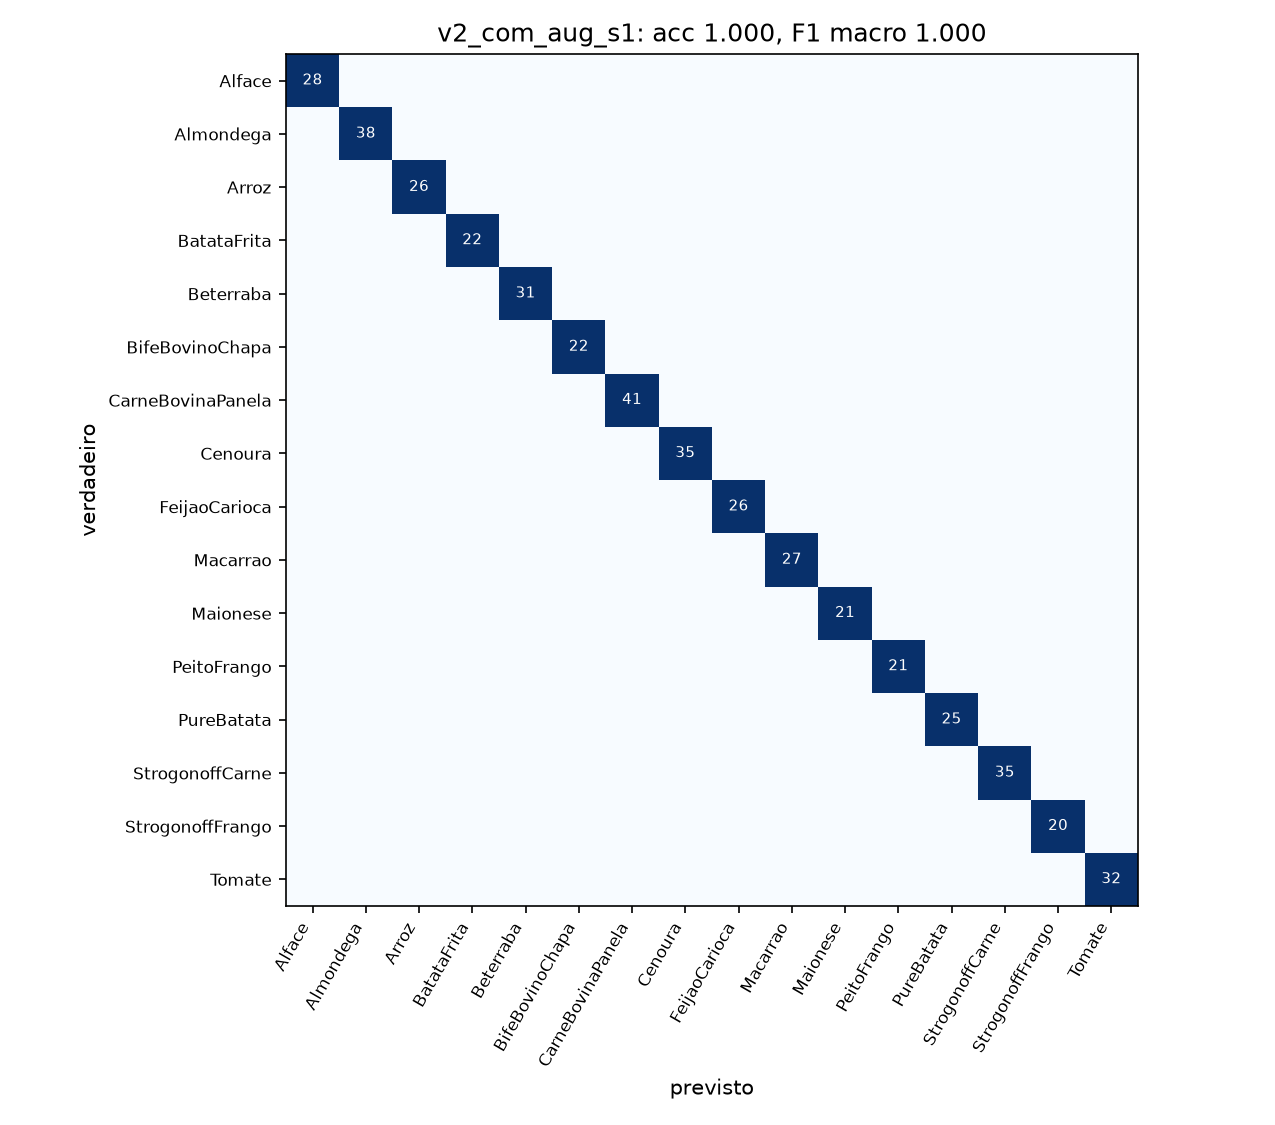 v2_com_aug_s1: acc 1.000, F1 macro 1.000
verdadeiro
Alface 28
Almondega 38
Arroz 26
BatataFrita 22
Beterraba 31
BifeBovinoChapa 22
CarneBovinaPanela 41
Cenoura 35
FeijaoCarioca 26
Macarrao 27
Maionese 21
PeitoFrango 21
PureBatata 25
StrogonoffCarne 35
StrogonoffFrango 20
Tomate 32
Alface
Almondega
Arroz
BatataFrita
Beterraba
BifeBovinoChapa
CarneBovinaPanela
Cenoura
FeijaoCarioca
Macarrao
Maionese
PeitoFrango
PureBatata
StrogonoffCarne
StrogonoffFrango
Tomate
previsto